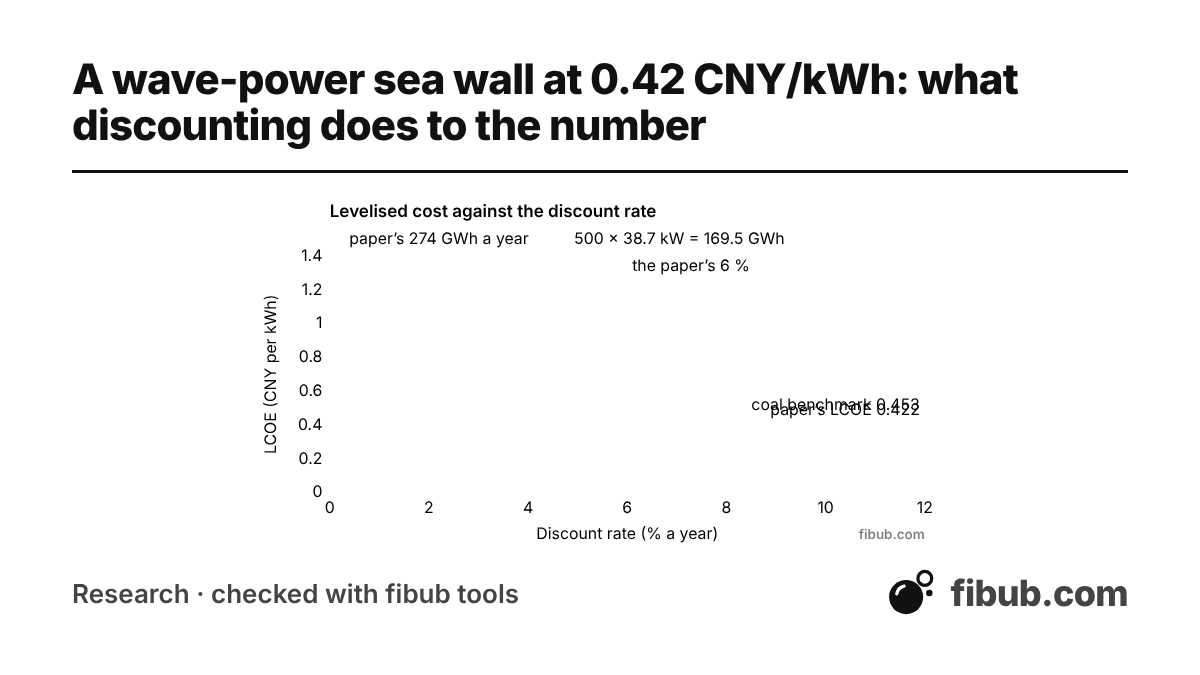 A wave-power sea wall at 0.42 CNY/kWh: what
discounting does to the number
Levelised cost against the discount rate
paper's 274 GWh a year
500 × 38.7 kW = 169.5 GWh
the paper's 6 %
1.4
1.2
1
0.8
0.6
0.4
0.2
0
LCOE (CNY per kWh)
coal benchmark 0.453
paper's LCOE 0.422
0 2 4 6 8 10 12
Discount rate (% a year)
fibub.com
Research · checked with fibub tools
fibub.com